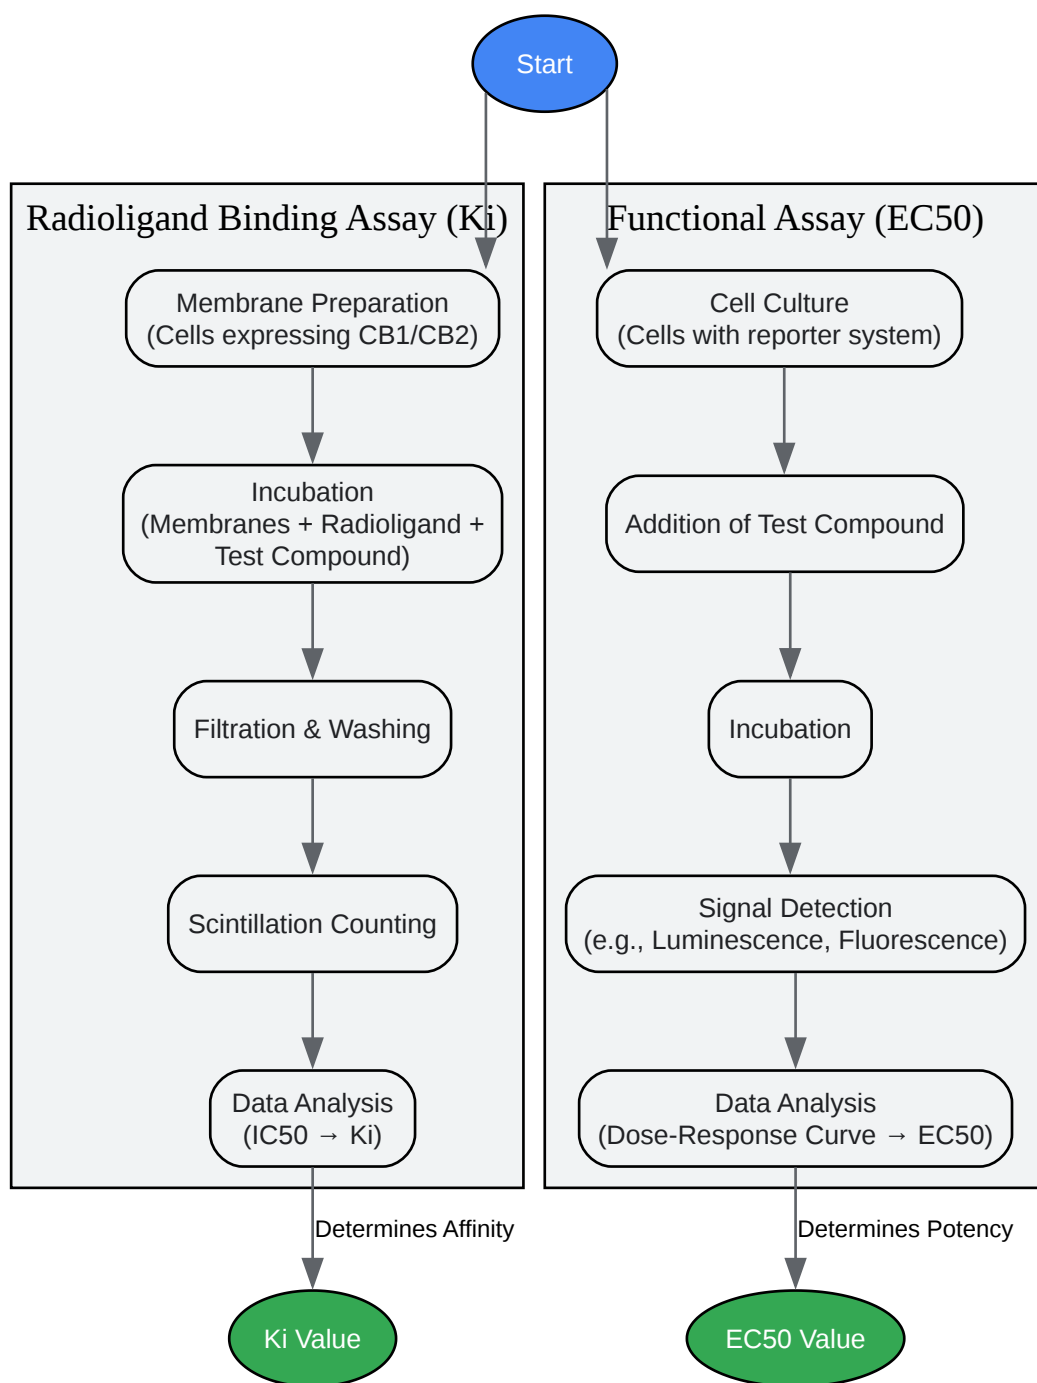 Start
Radioligand Binding Assay (Ki)
Membrane Preparation
(Cells expressing CB1/CB2)
Incubation
(Membranes + Radioligand +
Test Compound)
Filtration & Washing
Scintillation Counting
Data Analysis
(IC50 → Ki)
Determines Affinity
Ki Value
Functional Assay (EC50)
Cell Culture
(Cells with reporter system)
Addition of Test Compound
Incubation
Signal Detection
(e.g., Luminescence, Fluorescence)
Data Analysis
(Dose-Response Curve → EC50)
Determines Potency
EC50 Value